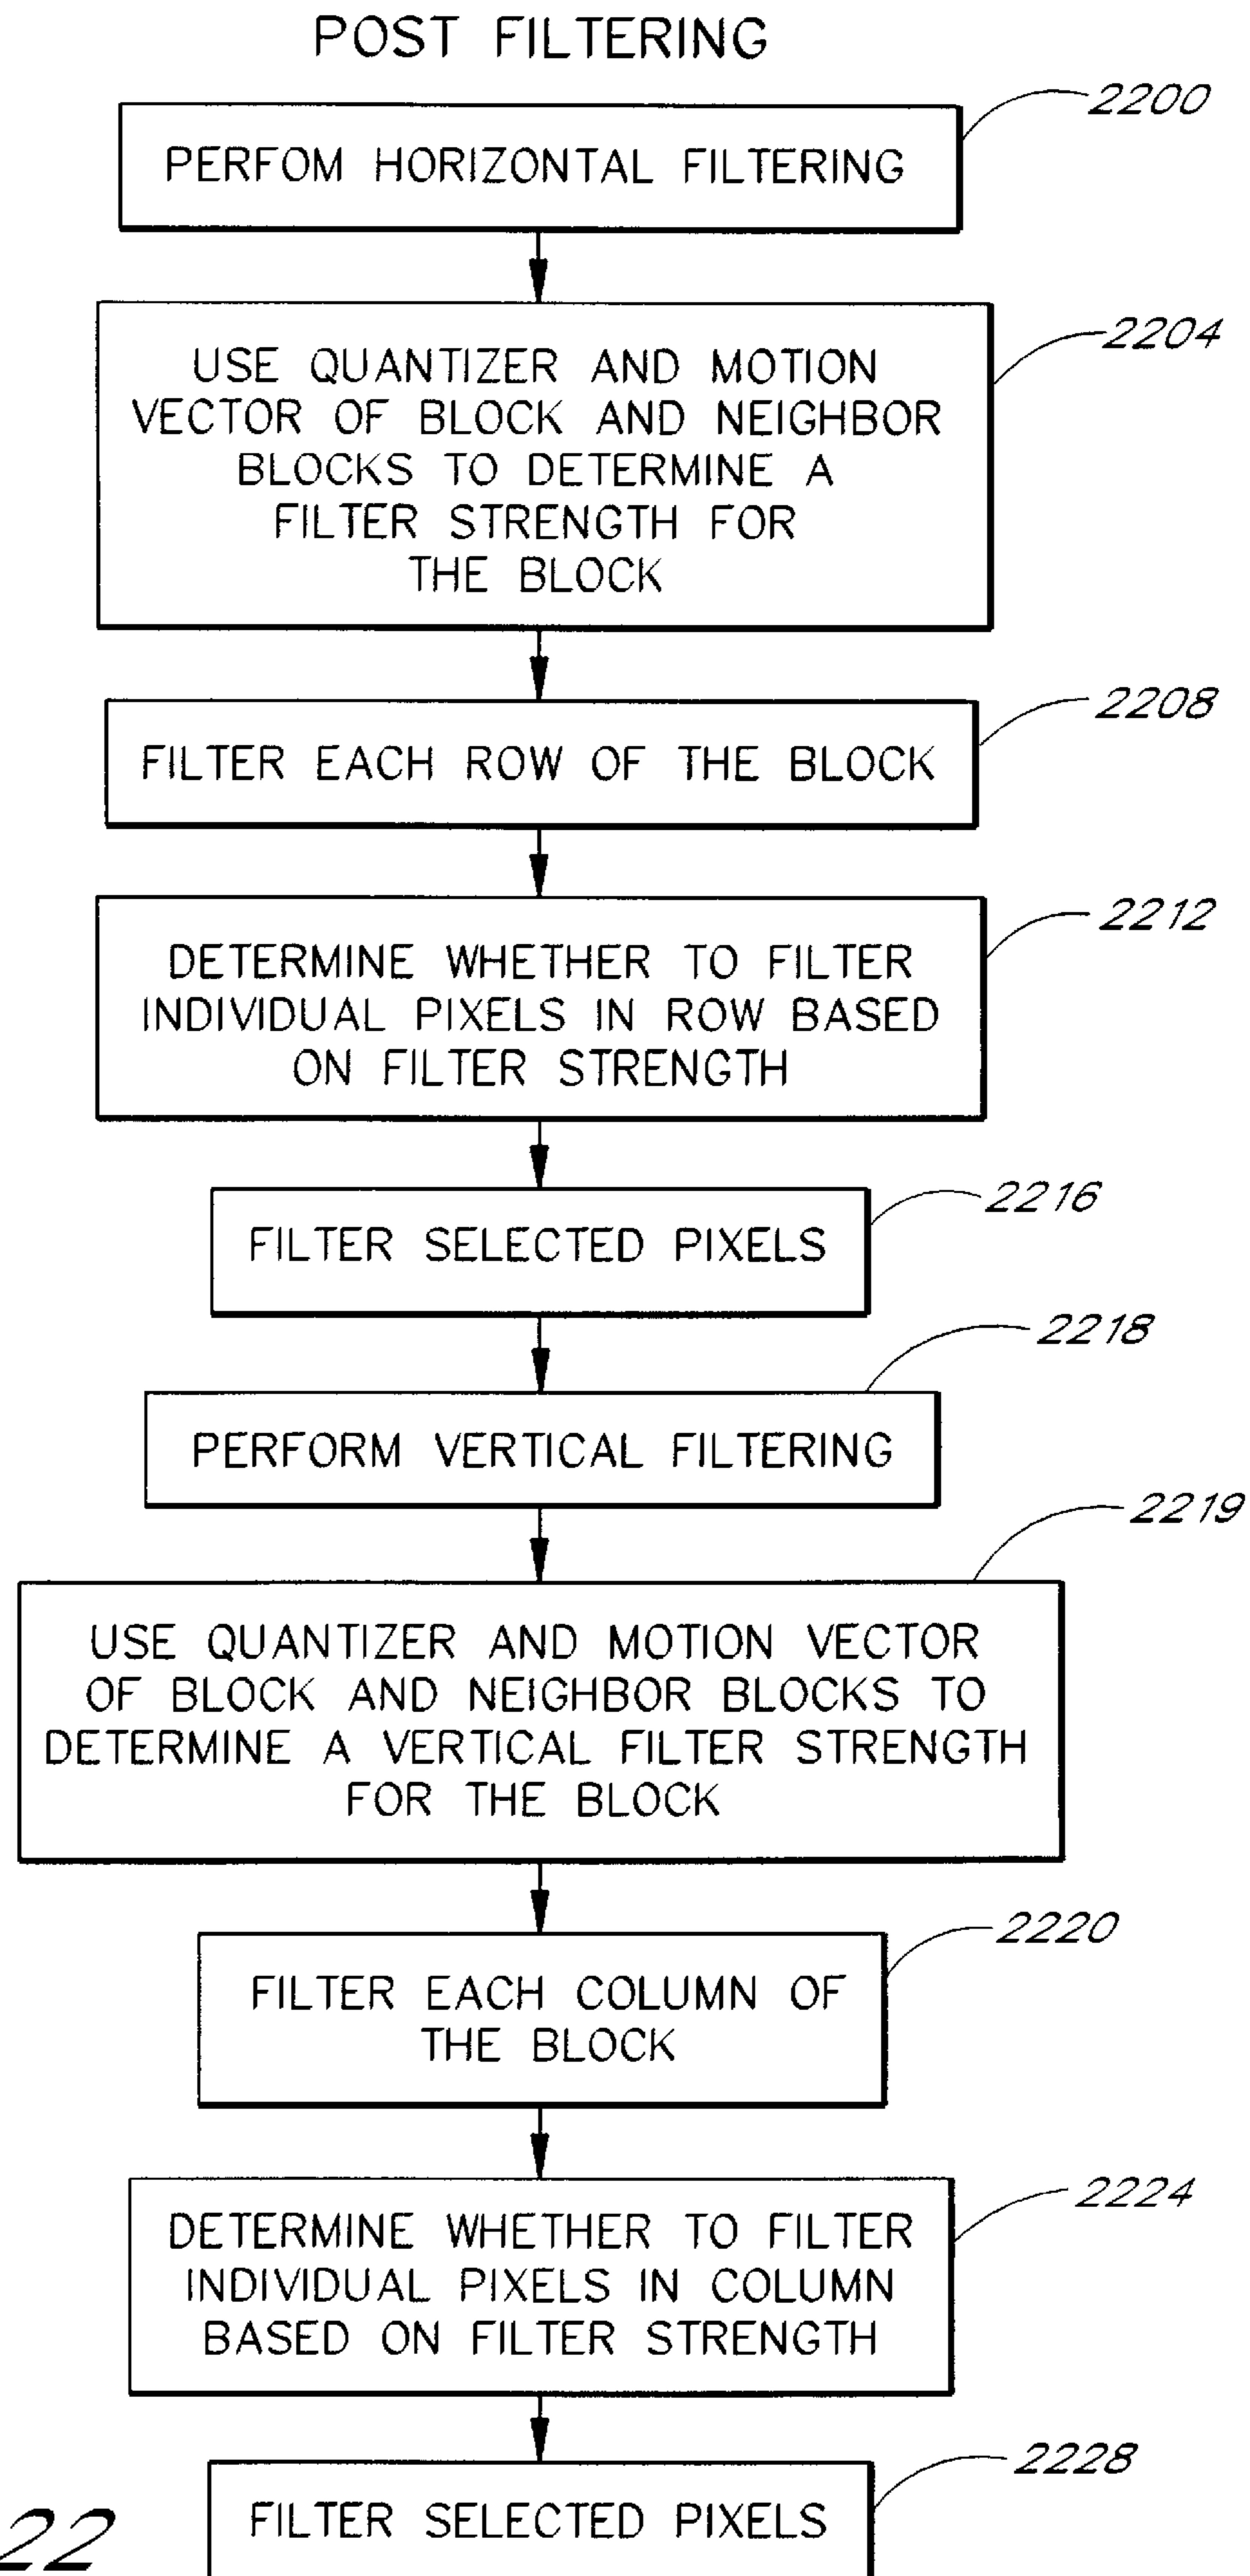 POST FILTERING
2200
PERFOM HORIZONTAL FILTERING
2204
USE QUANTIZER AND MOTION
VECTOR OF BLOCK AND NEIGHBOR
BLOCKS TO DETERMINE A
FILTER STRENGTH FOR
THE BLOCK
2208
FILTER EACH ROW OF THE BLOCK
2212
DETERMINE WHETHER TO FILTER
INDIVIDUAL PIXELS IN ROW BASED
ON FILTER STRENGTH
2216
FILTER SELECTED PIXELS
2218
PERFORM VERTICAL FILTERING
2219
USE QUANTIZER AND MOTION VECTOR
OF BLOCK AND NEIGHBOR BLOCKS TO
DETERMINE A VERTICAL FILTER STRENGTH
FOR THE BLOCK
2220
FILTER EACH COLUMN OF
THE BLOCK
2224
DETERMINE WHETHER TO FILTER
INDIVIDUAL PIXELS IN COLUMN
BASED ON FILTER STRENGTH
2228
FILTER SELECTED PIXELS
22